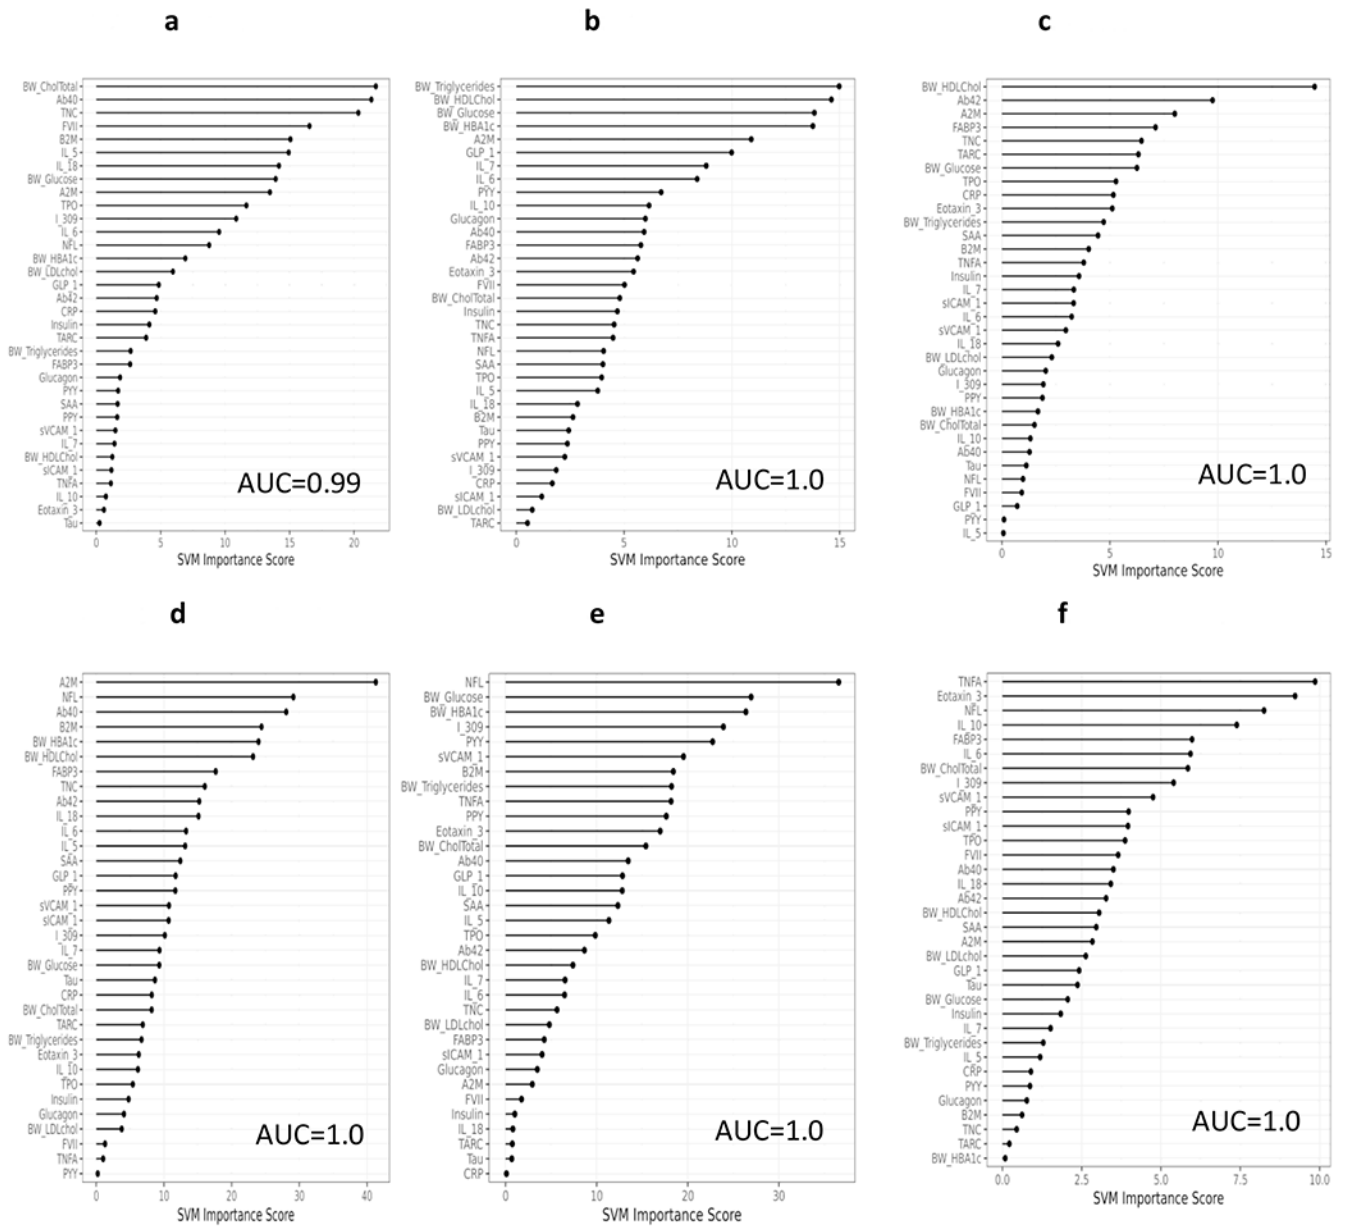 a
BW_CholTotal
Ab40
TNC
FVII
B2M
IL_5
IL_18
BW_Glucose
A2M
TPO
I_309
IL_6
NFL
BW_HBA1c
BW_LDLchol
GLP_1
Ab42
CRP
Insulin
TARC
BW_Triglycerides
FABP3
Glucagon
PYY
SAA
PPY
sVCAM_1
IL_7
BW_HDLChol
sICAM_1
TNFA
IL_10
Eotaxin_3
Tau
AUC=0.99
0 5 10 15 20
SVM Importance Score
b
BW_Triglycerides
BW_HDLChol
BW_Glucose
BW_HBA1c
A2M
GLP_1
IL_7
IL_6
PYY
IL_10
Glucagon
Ab40
FABP3
Ab42
Eotaxin_3
FVII
BW_CholTotal
Insulin
TNC
TNFA
NFL
SAA
TPO
IL_5
IL_18
B2M
Tau
PPY
sVCAM_1
I_309
CRP
sICAM_1
BW_LDLchol
TARC
AUC=1.0
0 5 10 15
SVM Importance Score
c
BW_HDLChol
Ab42
A2M
FABP3
TNC
TARC
BW_Glucose
TPO
CRP
Eotaxin_3
BW_Triglycerides
SAA
B2M
TNFA
Insulin
IL_7
sICAM_1
IL_6
sVCAM_1
IL_18
BW_LDLchol
Glucagon
I_309
PPY
BW_HBA1c
BW_CholTotal
IL_10
Ab40
Tau
NFL
FVII
GLP_1
PYY
IL_5
AUC=1.0
0 5 10 15
SVM Importance Score
d
A2M
NFL
Ab40
B2M
BW_HBA1c
BW_HDLChol
FABP3
TNC
Ab42
IL_18
IL_6
IL_5
SAA
GLP_1
PPY
sVCAM_1
sICAM_1
I_309
IL_7
BW_Glucose
Tau
CRP
BW_CholTotal
TARC
BW_Triglycerides
Eotaxin_3
IL_10
TPO
Insulin
Glucagon
BW_LDLchol
FVII
TNFA
PYY
AUC=1.0
0 10 20 30 40
SVM Importance Score
e
NFL
BW_Glucose
BW_HBA1c
I_309
PYY
sVCAM_1
B2M
BW_Triglycerides
TNFA
PPY
Eotaxin_3
BW_CholTotal
Ab40
GLP_1
IL_10
SAA
IL_5
TPO
Ab42
BW_HDLChol
IL_7
IL_6
TNC
BW_LDLchol
FABP3
sICAM_1
Glucagon
A2M
FVII
Insulin
IL_18
TARC
Tau
CRP
AUC=1.0
0 10 20 30
SVM Importance Score
f
TNFA
Eotaxin_3
NFL
IL_10
FABP3
IL_6
BW_CholTotal
I_309
sVCAM_1
PPY
sICAM_1
TPO
FVII
Ab40
IL_18
Ab42
BW_HDLChol
SAA
A2M
BW_LDLchol
GLP_1
Tau
BW_Glucose
Insulin
IL_7
BW_Triglycerides
IL_5
CRP
PYY
Glucagon
B2M
TNC
TARC
BW_HBA1c
AUC=1.0
0.0 2.5 5.0 7.5 10.0
SVM Importance Score